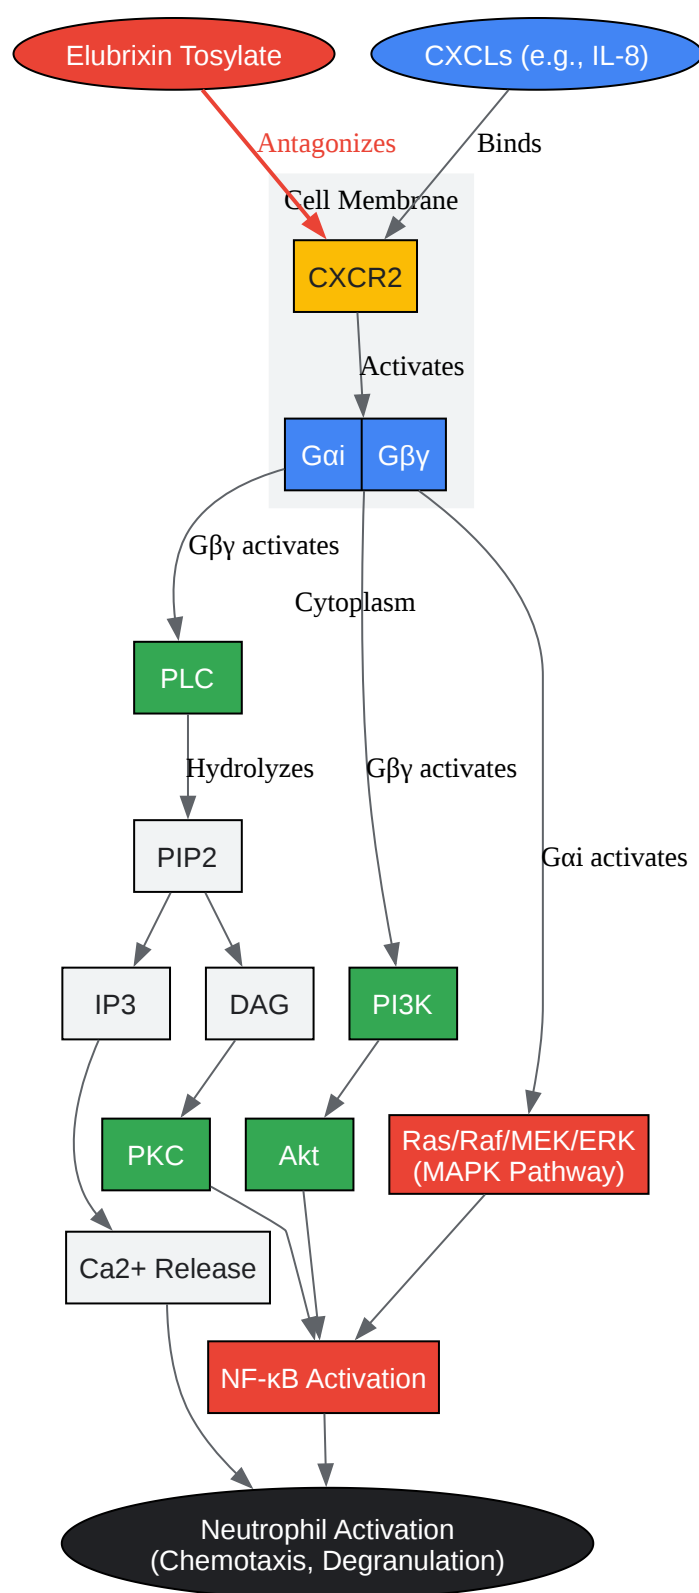 Elubrixin Tosylate
CXCLs (e.g., IL-8)
Antagonizes
Binds
Cell Membrane
CXCR2
Activates
Gαi
Gβγ
Gβγ activates
Cytoplasm
PLC
Hydrolyzes
Gβγ activates
PIP2
Gαi activates
IP3
DAG
PI3K
PKC
Akt
Ras/Raf/MEK/ERK
(MAPK Pathway)
Ca2+ Release
NF-κB Activation
Neutrophil Activation
(Chemotaxis, Degranulation)